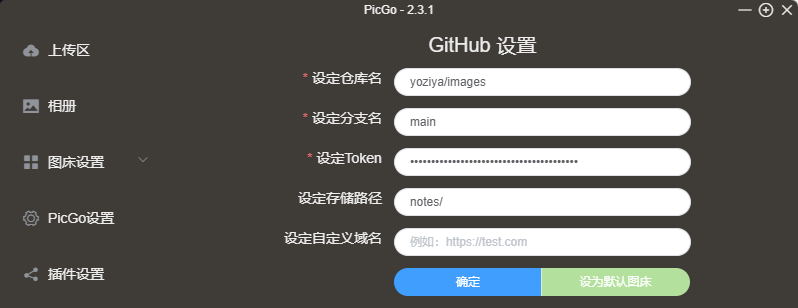 PicGo - 2.3.1
上传区
相册
图床设置
PicGo设置
插件设置
GitHub 设置
* 设定仓库名 yoziya/images
* 设定分支名 main
* 设定Token ••••••••••••••••••••••••••••••••••••••••
设定存储路径 notes/
设定自定义域名 例如：https://test.com
确定 设为默认图床